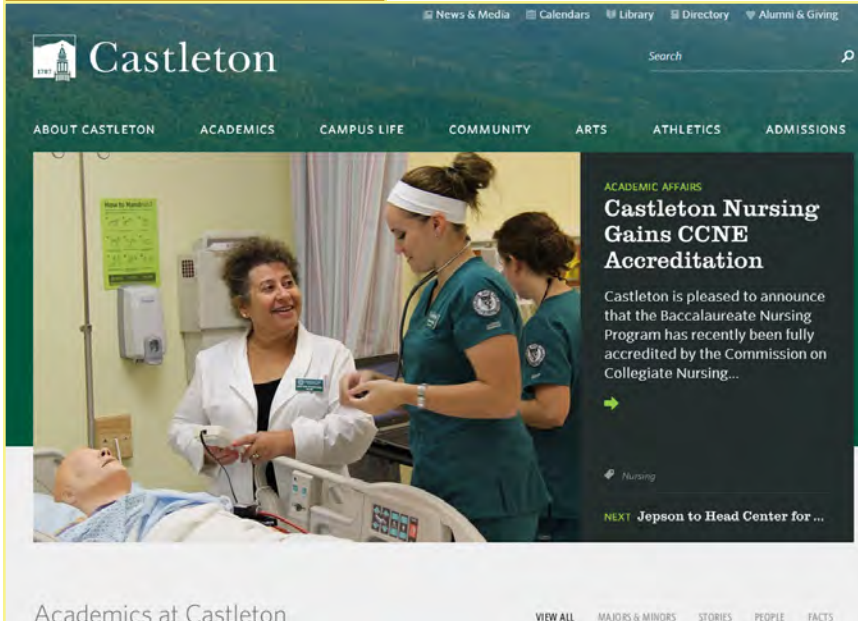 News & Media Calendars Library Directory Alumni & Giving
1787 Castleton
Search
ABOUT CASTLETON ACADEMICS CAMPUS LIFE COMMUNITY ARTS ATHLETICS ADMISSIONS
ACADEMIC AFFAIRS
Castleton Nursing
Gains CCNE
Accreditation
Castleton is pleased to announce
that the Baccalaureate Nursing
Program has recently been fully
accredited by the Commission on
Collegiate Nursing...
Nursing
NEXT Jepson to Head Center for ...
Academics at Castleton
VIEW ALL MAJORS & MINORS STORIES PEOPLE FACTS